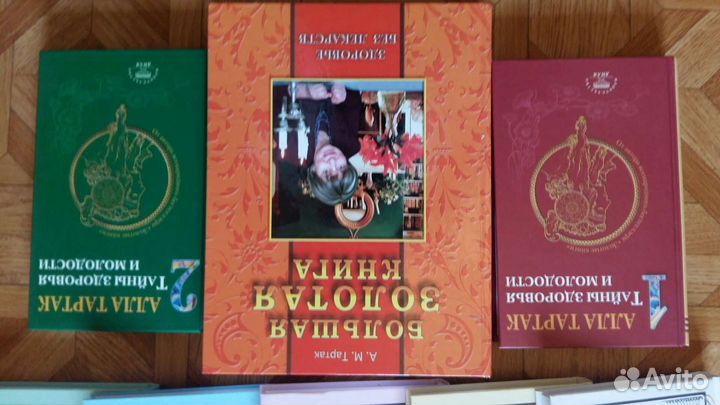 АЛЛА ТАРТАК
ТАЙНЫ ЗДОРОВЬЯ
И МОЛОДОСТИ
2
А. М. Тартак
БОЛЬШАЯ
ЗОЛОТАЯ
КНИГА
ЗДОРОВЬЕ
БЕЗ ЛЕКАРСТВ
АЛЛА ТАРТАК
ТАЙНЫ ЗДОРОВЬЯ
И МОЛОДОСТИ
1
Avito